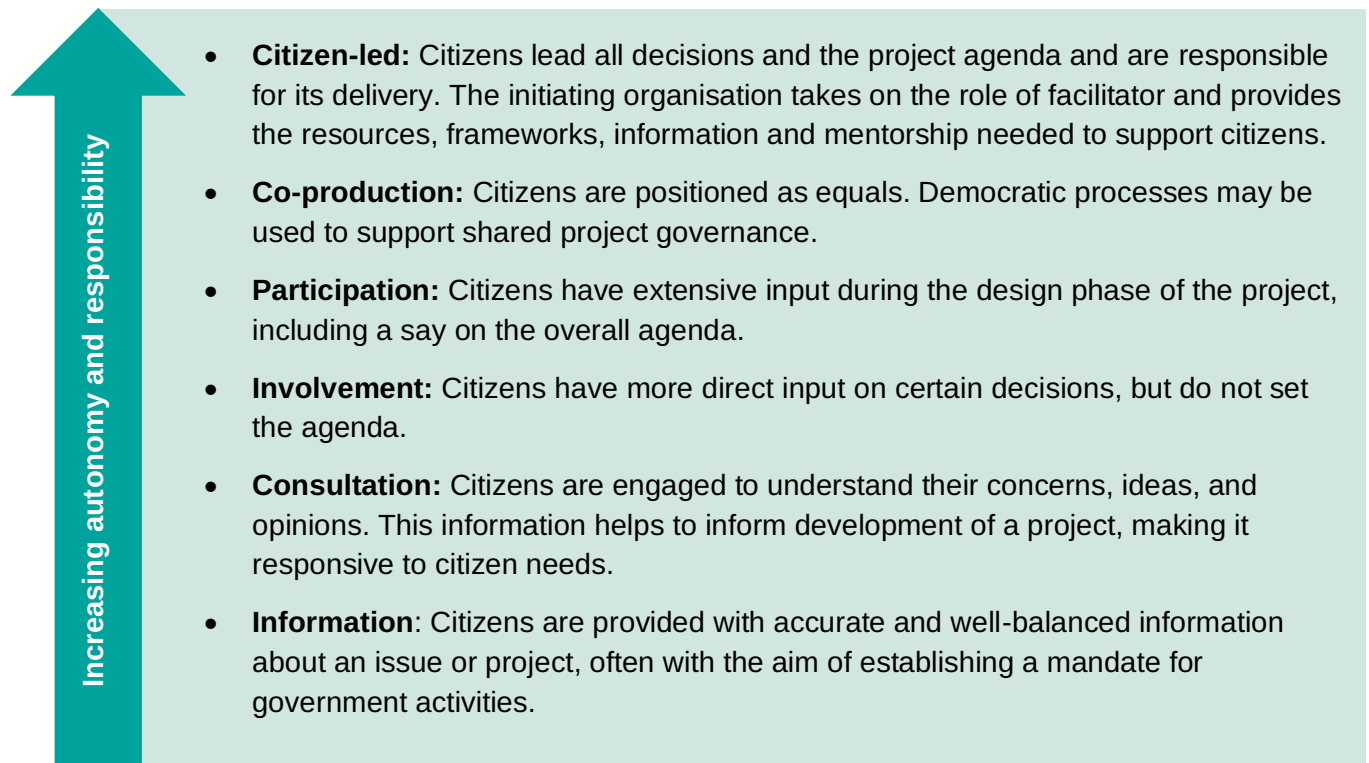 Increasing autonomy and responsibility
• Citizen-led: Citizens lead all decisions and the project agenda and are responsible
for its delivery. The initiating organisation takes on the role of facilitator and provides
the resources, frameworks, information and mentorship needed to support citizens.
• Co-production: Citizens are positioned as equals. Democratic processes may be
used to support shared project governance.
• Participation: Citizens have extensive input during the design phase of the project,
including a say on the overall agenda.
• Involvement: Citizens have more direct input on certain decisions, but do not set
the agenda.
• Consultation: Citizens are engaged to understand their concerns, ideas, and
opinions. This information helps to inform development of a project, making it
responsive to citizen needs.
• Information: Citizens are provided with accurate and well-balanced information
about an issue or project, often with the aim of establishing a mandate for
government activities.